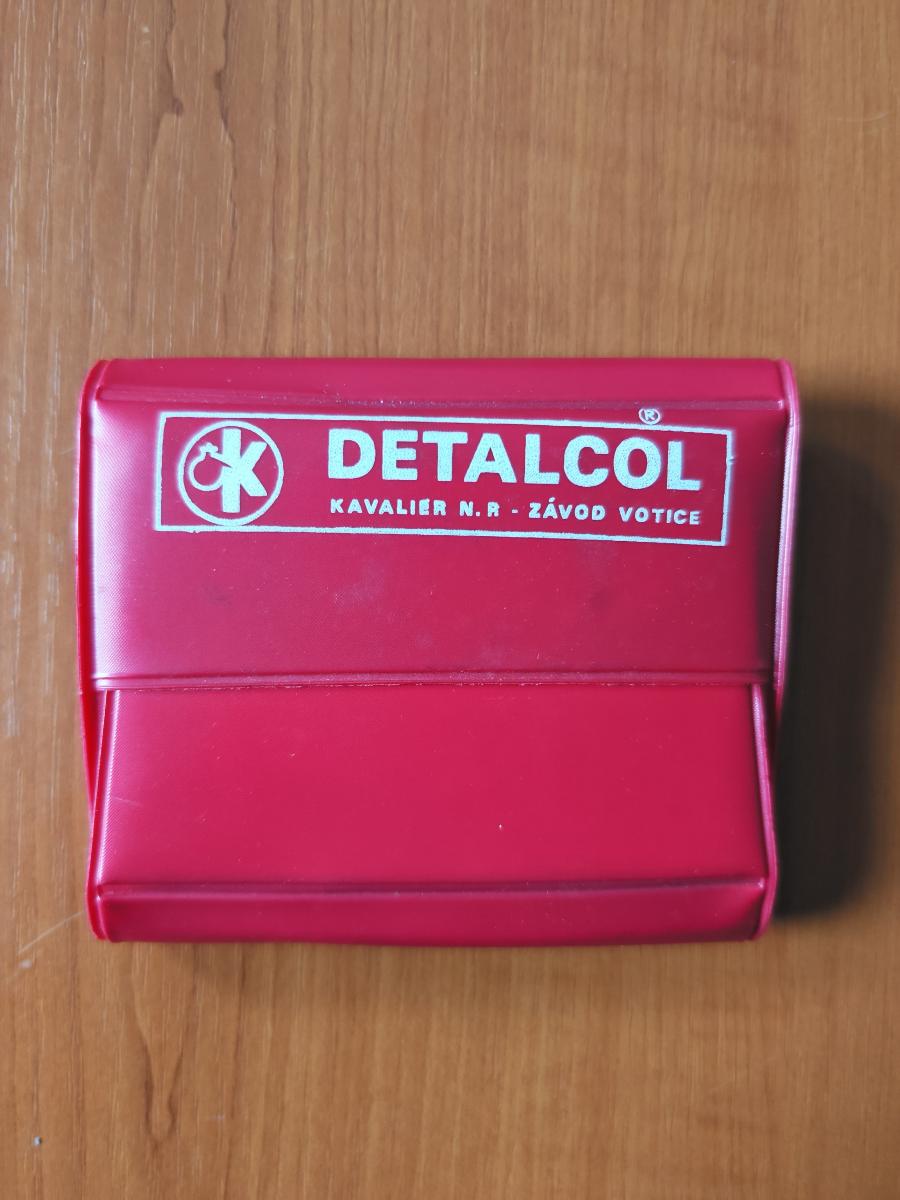 ®
K DETALCOL
KAVALIER N.P - ZÁVOD VOTICE